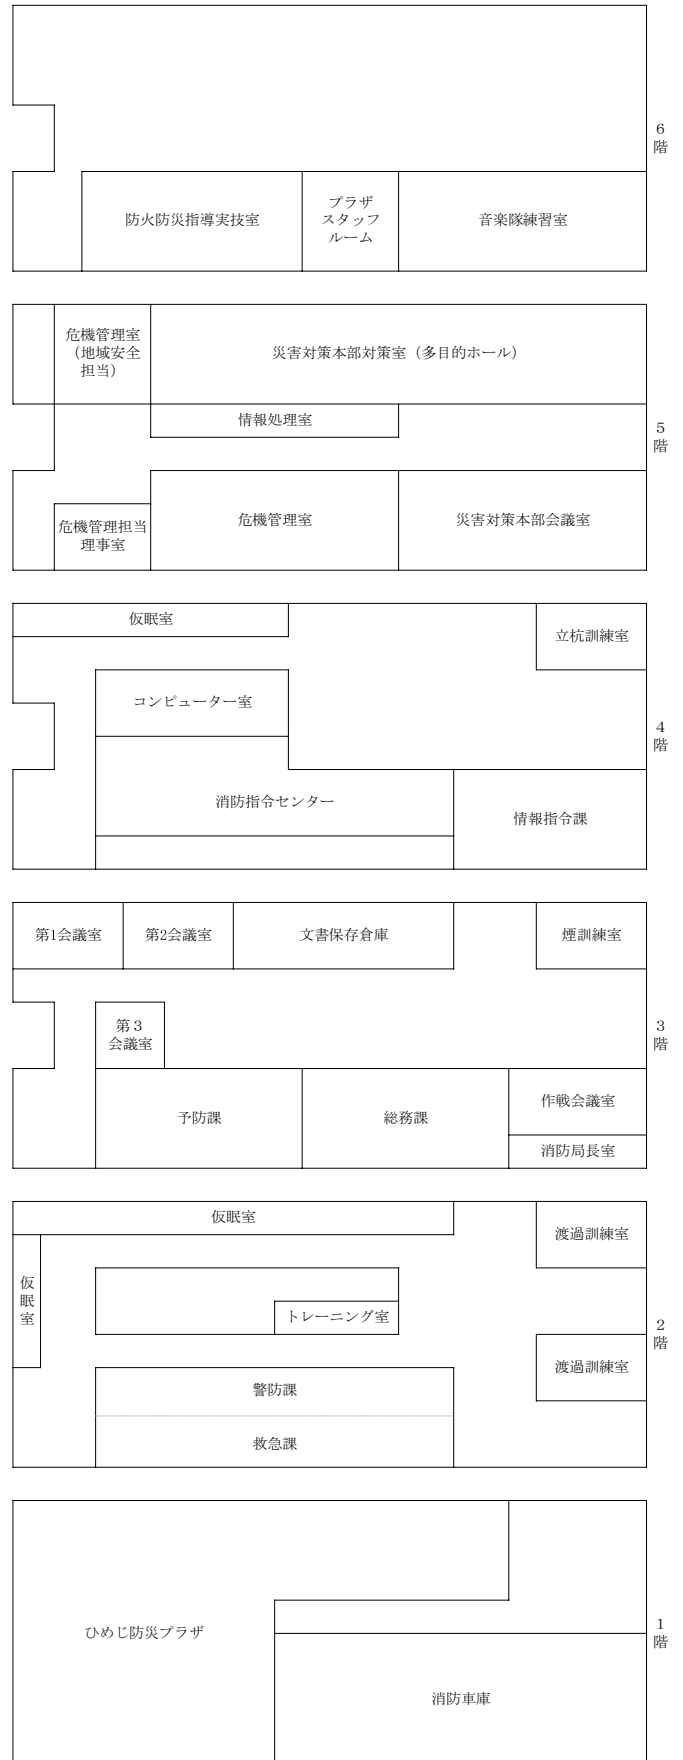 6
階
防火防災指導実技室
プラザ
スタッフ
ルーム
音楽隊練習室
危機管理室
（地域安全
担当）
災害対策本部対策室（多目的ホール）
情報処理室
5
階
危機管理担当
理事室
危機管理室
災害対策本部会議室
仮眠室
立杭訓練室
コンピューター室
4
階
消防指令センター
情報指令課
第1会議室
第2会議室
文書保存倉庫
煙訓練室
第３
会議室
3
階
予防課
総務課
作戦会議室
消防局長室
仮眠室
渡過訓練室
仮
眠
室
トレーニング室
2
階
渡過訓練室
警防課
救急課
ひめじ防災プラザ
1
階
消防車庫